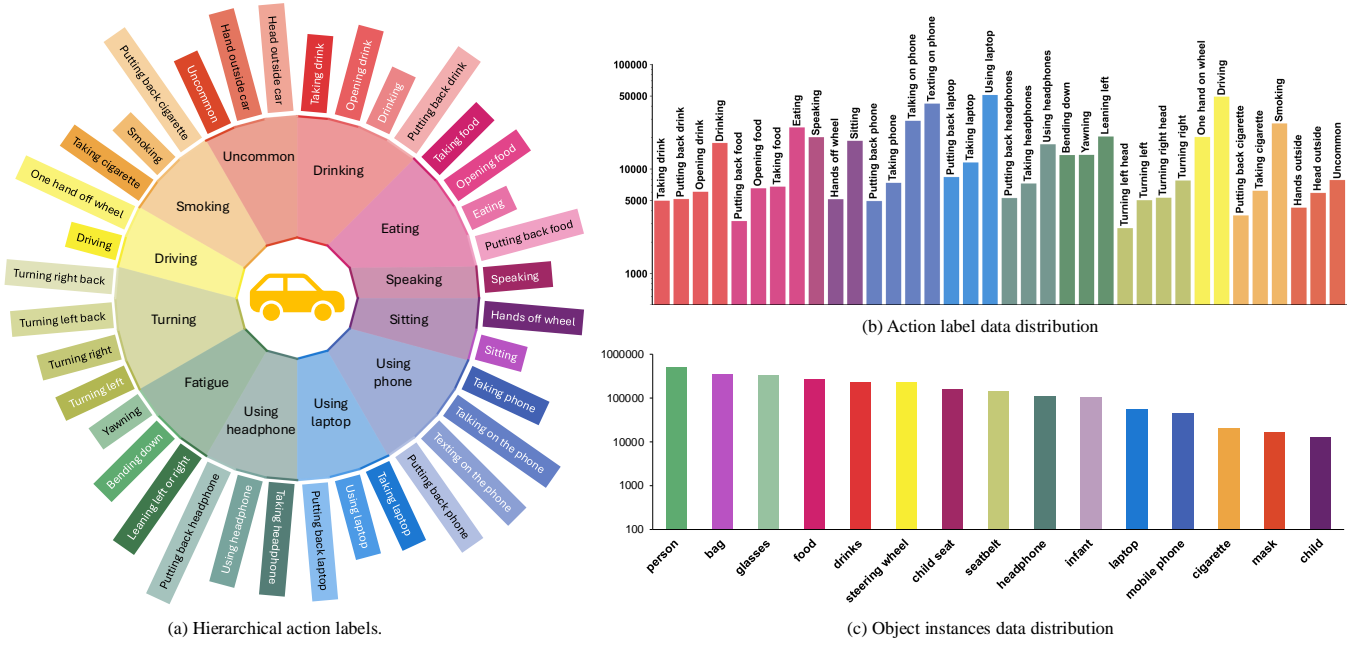 Uncommon
Drinking
Eating
Speaking
Sitting
Using
phone
Using
laptop
Using
headphone
Fatigue
Turning
Driving
Smoking
Taking drink
Opening drink
Drinking
Putting back drink
Taking food
Opening food
Eating
Putting back food
Speaking
Hands off wheel
Sitting
Taking phone
Talking on the phone
Texting on the phone
Putting back phone
Taking laptop
Using laptop
Putting back laptop
Taking headphone
Using headphone
Putting back headphone
Leaning left or right
Bending down
Yawning
Turning left
Turning right
Turning left back
Turning right back
Driving
One hand off wheel
Taking cigarette
Smoking
Putting back cigarette
Uncommon
Hand outside car
Head outside car
(a) Hierarchical action labels.
100000
50000
10000
5000
1000
Taking drink
Putting back drink
Opening drink
Drinking
Putting back food
Opening food
Taking food
Eating
Speaking
Hands off wheel
Sitting
Putting back phone
Taking phone
Talking on phone
Texting on phone
Putting back laptop
Taking laptop
Using laptop
Putting back headphones
Taking headphones
Using headphones
Bending down
Yawning
Leaning left
Turning left head
Turning left
Turning right head
Turning right
One hand on wheel
Driving
Putting back cigarette
Taking cigarette
Smoking
Hands outside
Head outside
Uncommon
(b) Action label data distribution
1000000
100000
10000
1000
100
person
bag
glasses
food
drinks
steering wheel
child seat
seatbelt
headphone
infant
laptop
mobile phone
cigarette
mask
child
(c) Object instances data distribution